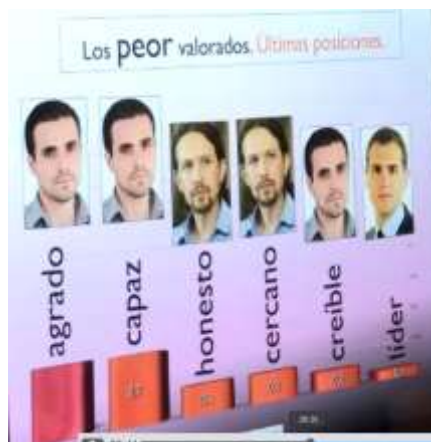 Los peor valorados. Últimas posiciones.
agrado
capaz
honesto
cercano
creíble
líder